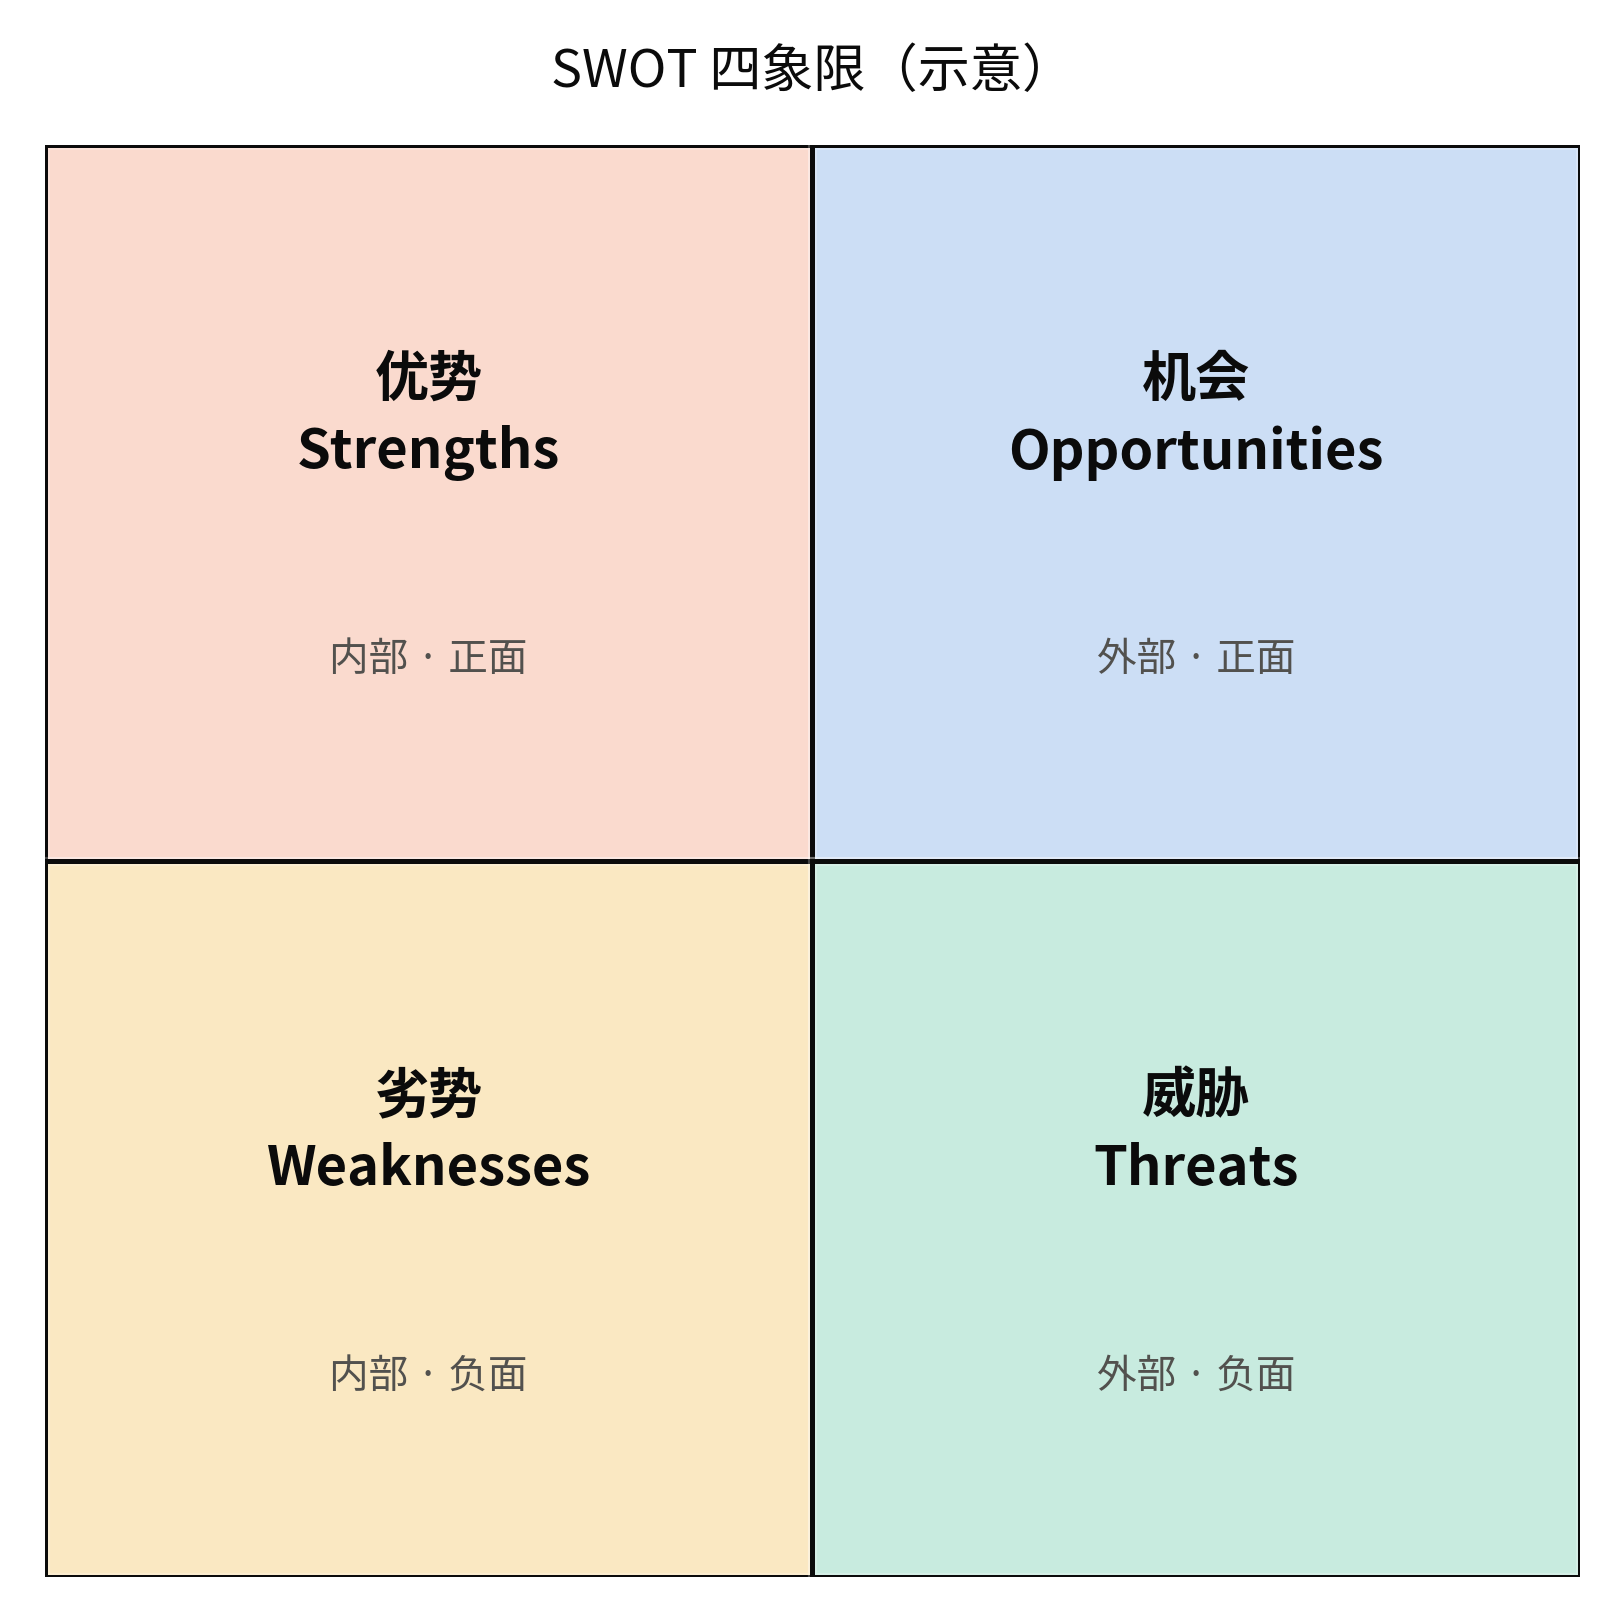 SWOT 四象限（示意）
优势
Strengths
内部 · 正面
机会
Opportunities
外部 · 正面
劣势
Weaknesses
内部 · 负面
威胁
Threats
外部 · 负面